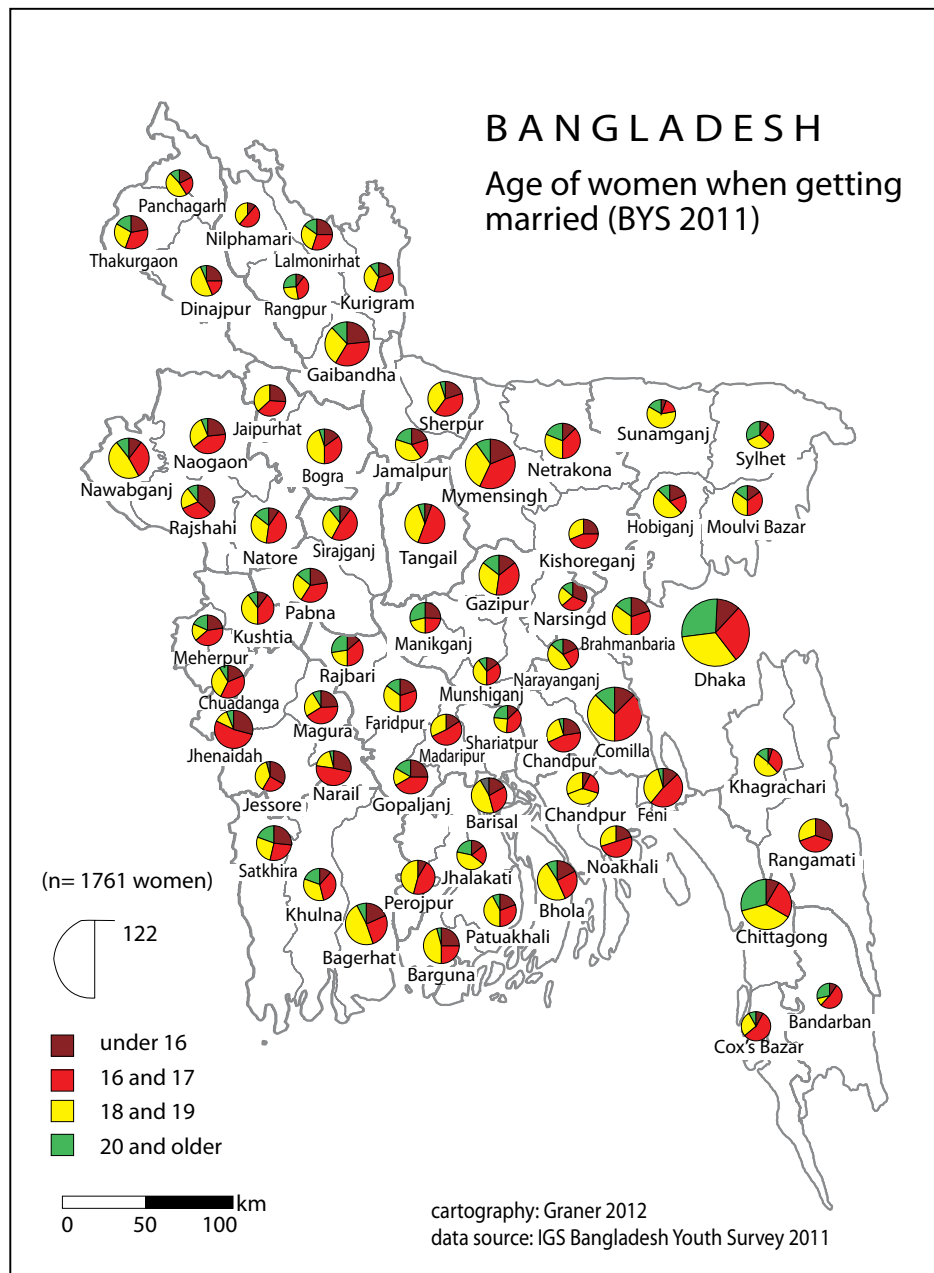 BANGLADESH
Age of women when getting
married (BYS 2011)
Panchagarh
Nilphamari
Thakurgaon
Lalmonirhat
Dinajpur
Rangpur
Kurigram
Gaibandha
Jaipurhat
Sherpur
Sunamganj
Naogaon
Bogra
Jamalpur
Netrakona
Sylhet
Nawabganj
Mymensingh
Rajshahi
Hobiganj
Moulvi Bazar
Natore
Sirajganj
Tangail
Kishoreganj
Gazipur
Pabna
Narsingd
Kushtia
Manikganj
Brahmanbaria
Meherpur
Rajbari
Narayanganj
Dhaka
Munshiganj
Chuadanga
Magura
Faridpur
Shariatpur
Jhenaidah
Madaripur
Chandpur
Comilla
Khagrachari
Jessore
Narail
Gopaljanj
Barisal
Chandpur
Feni
Rangamati
Satkhira
Noakhali
(n= 1761 women)
Khulna
Perojpur
Jhalakati
Bhola
122
Bagerhat
Patuakhali
Chittagong
Barguna
Bandarban
Cox's Bazar
under 16
16 and 17
18 and 19
20 and older
km
0 50 100
cartography: Graner 2012
data source: IGS Bangladesh Youth Survey 2011